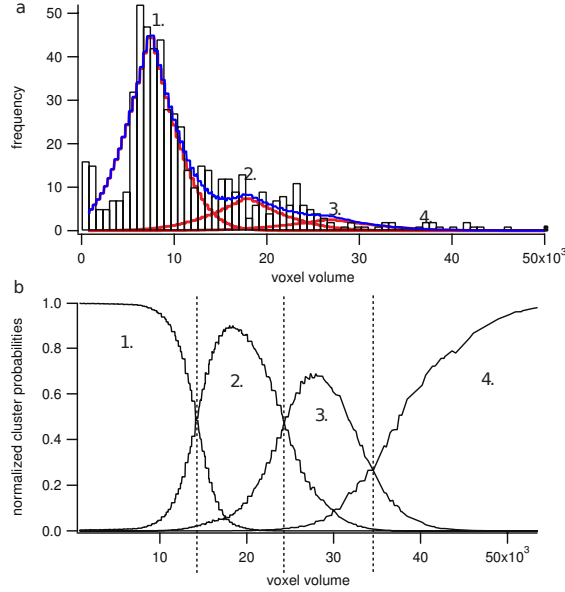 a
50
40
30
20
10
0
frequency
1.
2.
3.
4.
0 10 20 30 40 50x10³
voxel volume
b
1.0
0.8
0.6
0.4
0.2
0.0
normalized cluster probabilities
1.
2.
3.
4.
10 20 30 40 50x10³
voxel volume